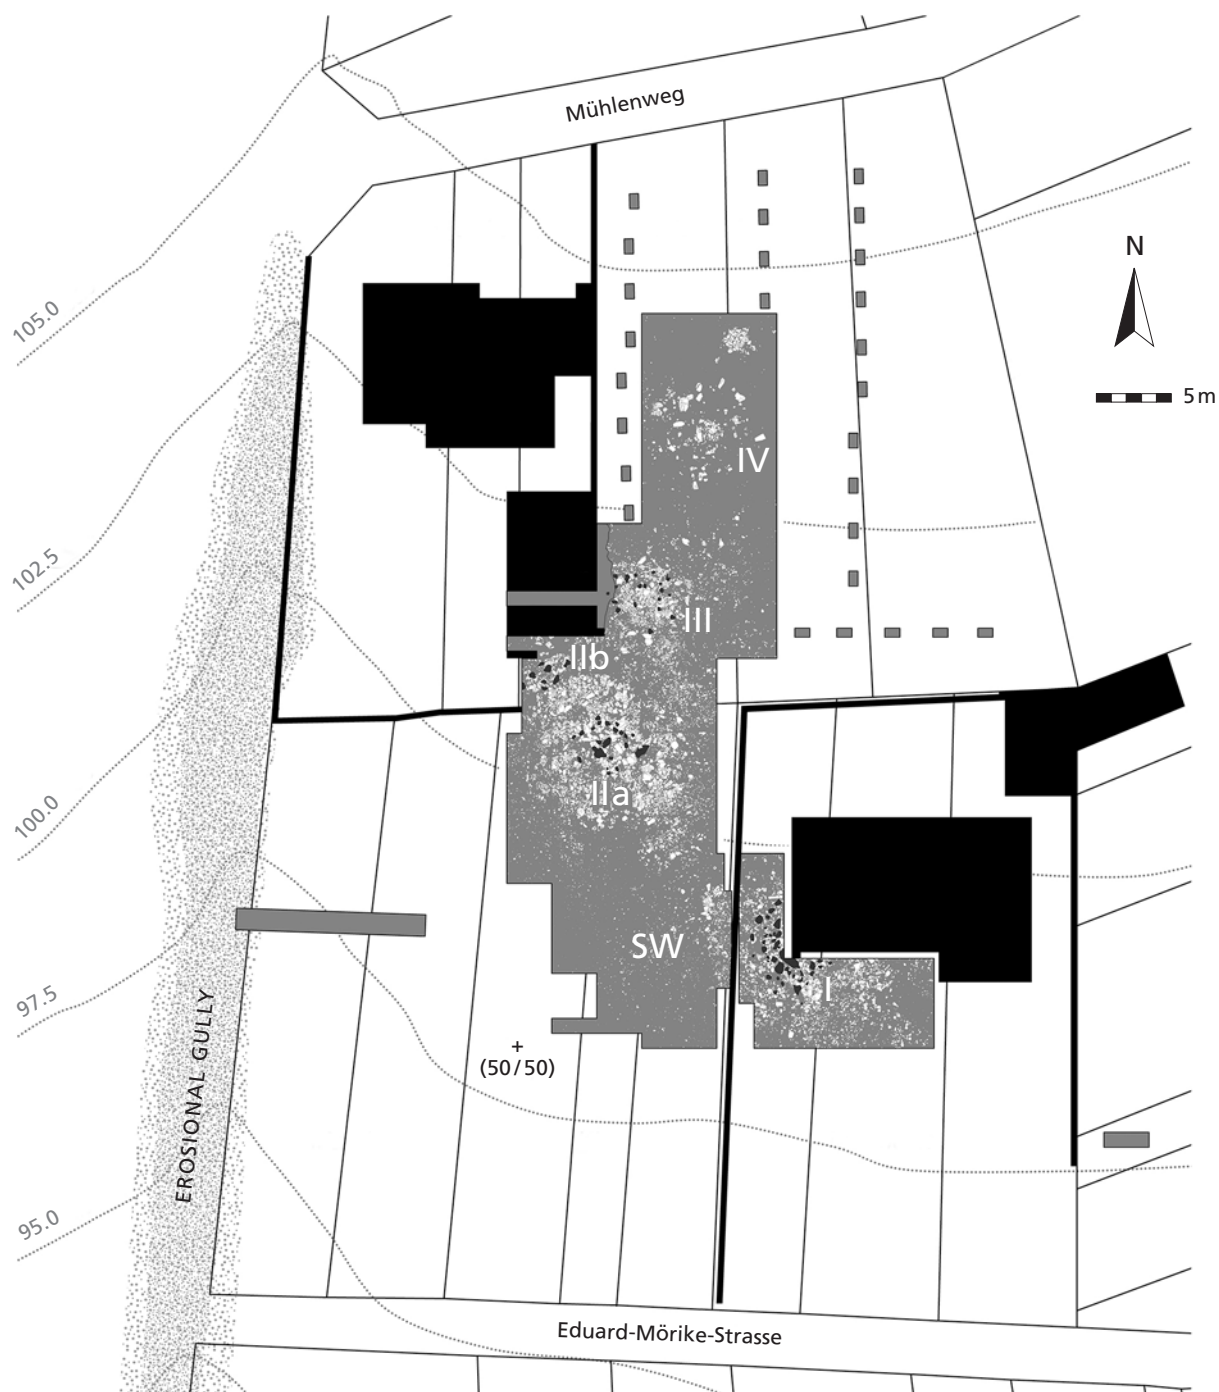 Mühlenweg
N
105.0
5 m
IV
102.5
III
IIb
100.0
IIa
SW
97.5
I
EROSIONAL GULLY
+
(50/50)
95.0
Eduard-Mörike-Strasse